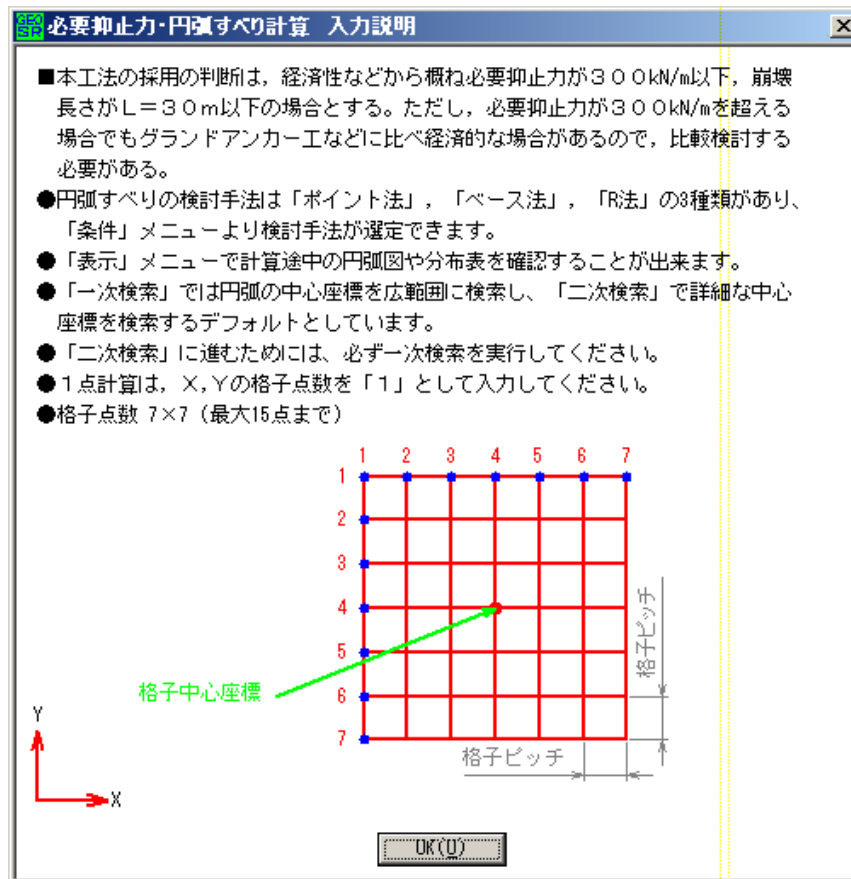 GEO SR 必要抑止力・円弧すべり計算 入力説明
■本工法の採用の判断は，経済性などから概ね必要抑止力が３００kN/m以下，崩壊
長さがＬ＝３０ｍ以下の場合とする。ただし，必要抑止力が３００kN/mを超える
場合でもグランドアンカー工などに比べ経済的な場合があるので，比較検討する
必要がある。
●円弧すべりの検討手法は「ポイント法」，「ベース法」，「R法」の3種類があり、
「条件」メニューより検討手法が選定できます。
●「表示」メニューで計算途中の円弧図や分布表を確認することが出来ます。
●「一次検索」では円弧の中心座標を広範囲に検索し、「二次検索」で詳細な中心
座標を検索するデフォルトとしています。
●「二次検索」に進むためには、必ず一次検索を実行してください。
●１点計算は，Ｘ,Ｙの格子点数を「１」として入力してください。
●格子点数 7×7（最大15点まで）
1 2 3 4 5 6 7
1
2
3
4
5
6
7
格子ピッチ
格子中心座標
格子ピッチ
Y
X
OK(U)